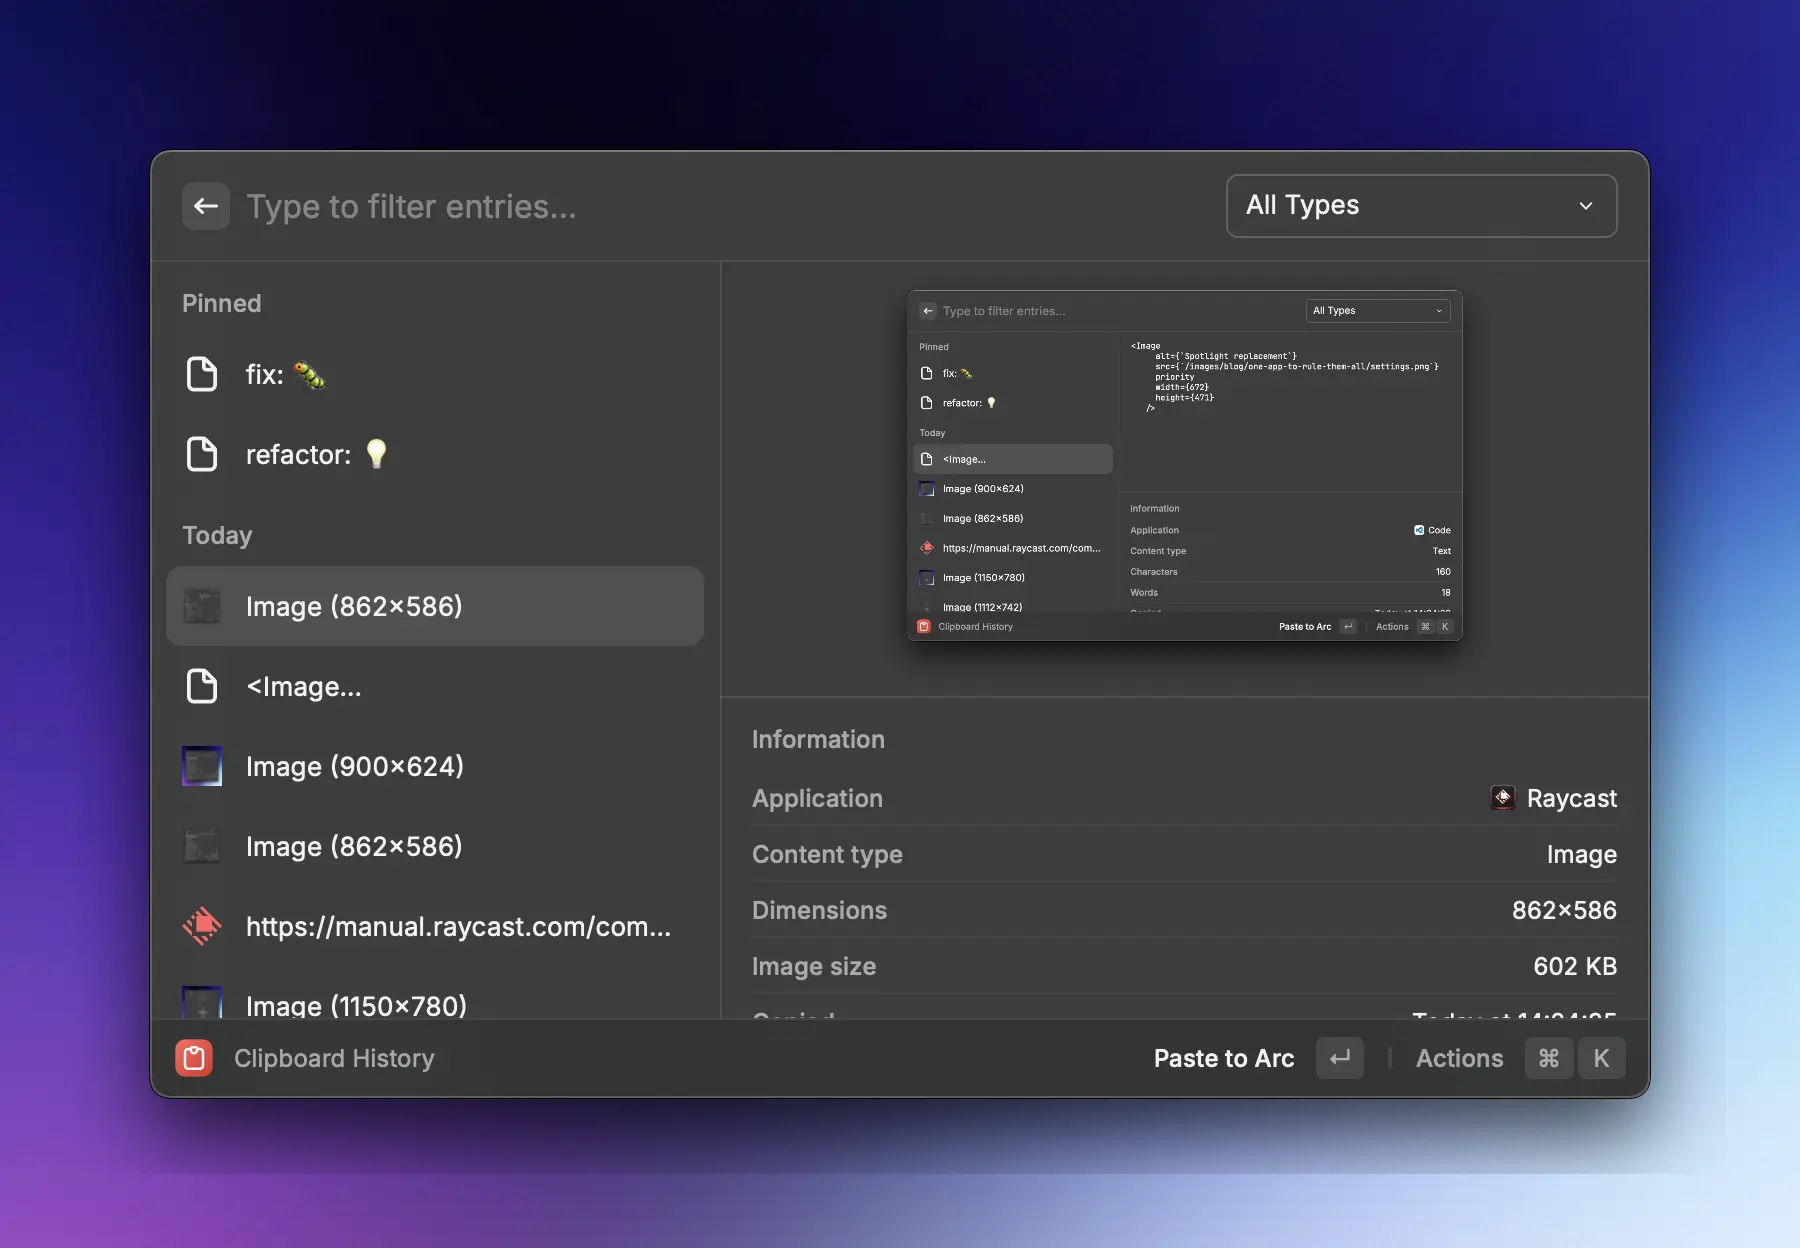 Type to filter entries...
All Types
Pinned
fix: 🐛
refactor: 💡
Today
Image (862×586)
<Image...
Image (900×624)
Image (862×586)
https://manual.raycast.com/com...
Image (1150×780)
Type to filter entries...
All Types
Pinned
fix: 🐛
refactor: 💡
Today
<Image...
Image (900×624)
Image (862×586)
https://manual.raycast.com/com...
Image (1150×780)
Image (1112×742)
<Image
alt={`Spotlight replacement`}
src={`/images/blog/one-app-to-rule-them-all/settings.png`}
priority
width={672}
height={471}
/>
Information
Application Code
Content type Text
Characters 160
Words 18
Clipboard History
Paste to Arc ↵ Actions ⌘ K
Information
Application Raycast
Content type Image
Dimensions 862×586
Image size 602 KB
Copied Today at
Clipboard History
Paste to Arc ↵ Actions ⌘ K